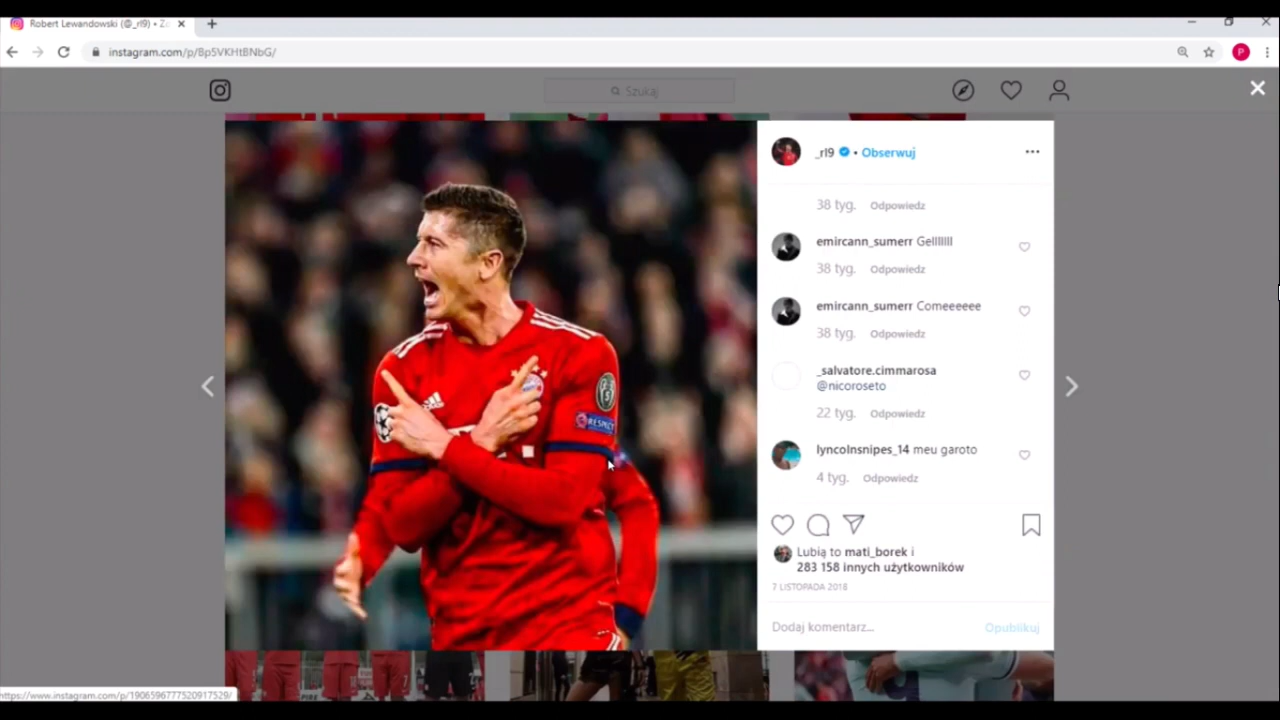 Robert Lewandowski (@_rl9) •
instagram.com/p/Bp5VKHtBNbG/
P
Szukaj
_rl9 • Obserwuj
38 tyg. Odpowiedz
emircann_sumerr Gelllllll
38 tyg. Odpowiedz
emircann_sumerr Comeeeeee
38 tyg. Odpowiedz
_salvatore.cimmarosa
@nicoroseto
22 tyg. Odpowiedz
lyncolnsnipes_14 meu garoto
4 tyg. Odpowiedz
RESPECT
Lubią to mati_borek i
283 158 innych użytkowników
7 LISTOPADA 2018
Dodaj komentarz...
Opublikuj
https://www.instagram.com/p/1906596777520917529/